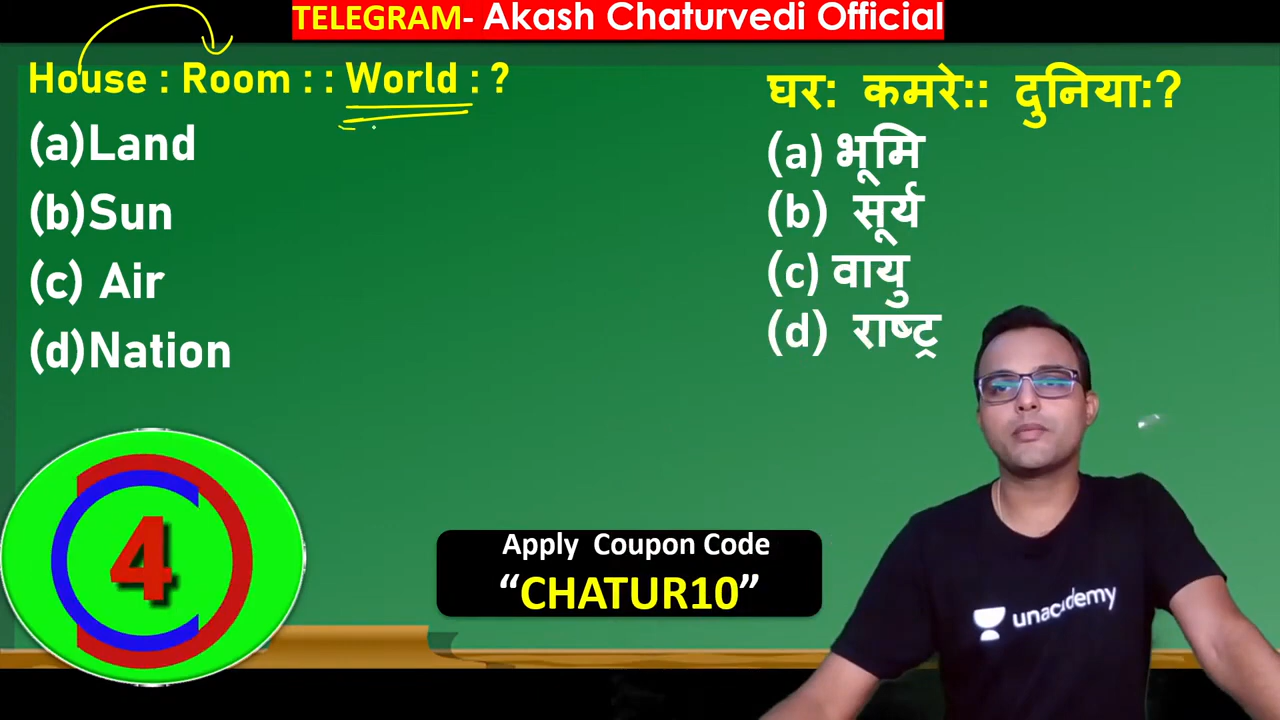 TELEGRAM- Akash Chaturvedi Official
House : Room : : World : ?
(a)Land
(b)Sun
(c) Air
(d)Nation
घर: कमरे:: दुनिया:?
(a) भूमि
(b) सूर्य
(c) वायु
(d) राष्ट्र
4
Apply Coupon Code
“CHATUR10”
unacademy